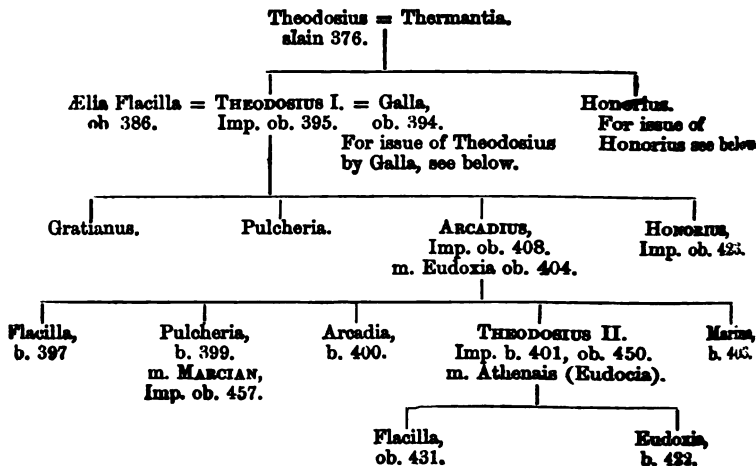 Theodosius = Thermantia.
slain 376.
Ælia Flacilla = THEODOSIUS I. = Galla,
ob 386. Imp. ob. 395. ob. 394.
Honorius.
For issue of
Honorius see below
For issue of Theodosius
by Galla, see below.
Gratianus. Pulcheria. ARCADIUS, HONORIUS,
Imp. ob. 408. Imp. ob.
m. Eudoxia ob. 404.
Flacilla, Pulcheria, Arcadia, THEODOSIUS II. Marina,
b. 397 b. 399. b. 400. Imp. b. 401, ob. 450. b.
m. MARCIAN, m. Athenais (Eudocia).
Imp. ob. 457.
Flacilla, Eudoxia,
ob. 431. b. 422.